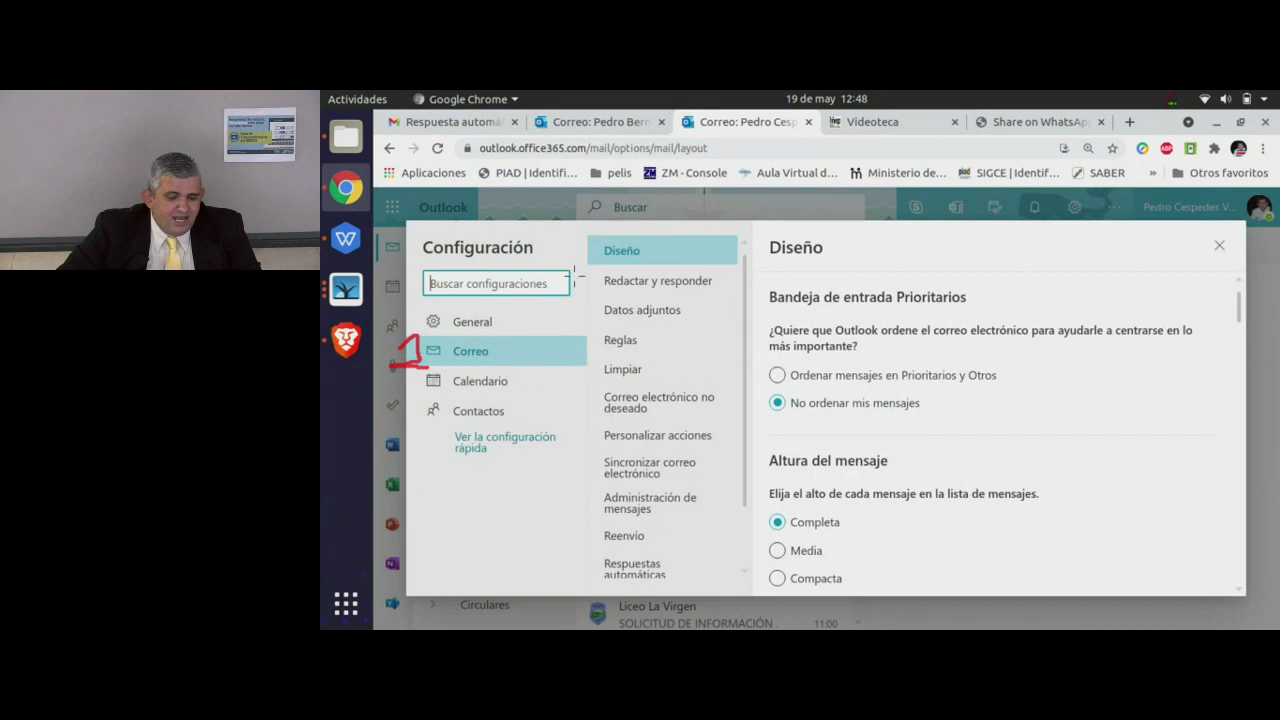 Actividades
Google Chrome
19 de may 12:48
Respuesta automá
Correo: Pedro Bern
Correo: Pedro Cesp
Videoteca
Share on WhatsAp
outlook.office365.com/mail/options/mail/layout
ABP
Aplicaciones
PIAD | Identifi...
pelis
ZM - Console
Aula Virtual d...
Ministerio de...
SIGCE | Identif...
SABER
Otros favoritos
Outlook
Buscar
Pedro Cespedes V...
Configuración
Buscar configuraciones
General
1
Correo
Calendario
Contactos
Ver la configuración
rápida
Diseño
Redactar y responder
Datos adjuntos
Reglas
Limpiar
Correo electrónico no
deseado
Personalizar acciones
Sincronizar correo
electrónico
Administración de
mensajes
Reenvío
Respuestas
automáticas
Diseño
Bandeja de entrada Prioritarios
¿Quiere que Outlook ordene el correo electrónico para ayudarle a centrarse en lo
más importante?
Ordenar mensajes en Prioritarios y Otros
No ordenar mis mensajes
Altura del mensaje
Elija el alto de cada mensaje en la lista de mensajes.
Completa
Media
Compacta
Circulares
Liceo La Virgen
SOLICITUD DE INFORMACIÓN .
11:00